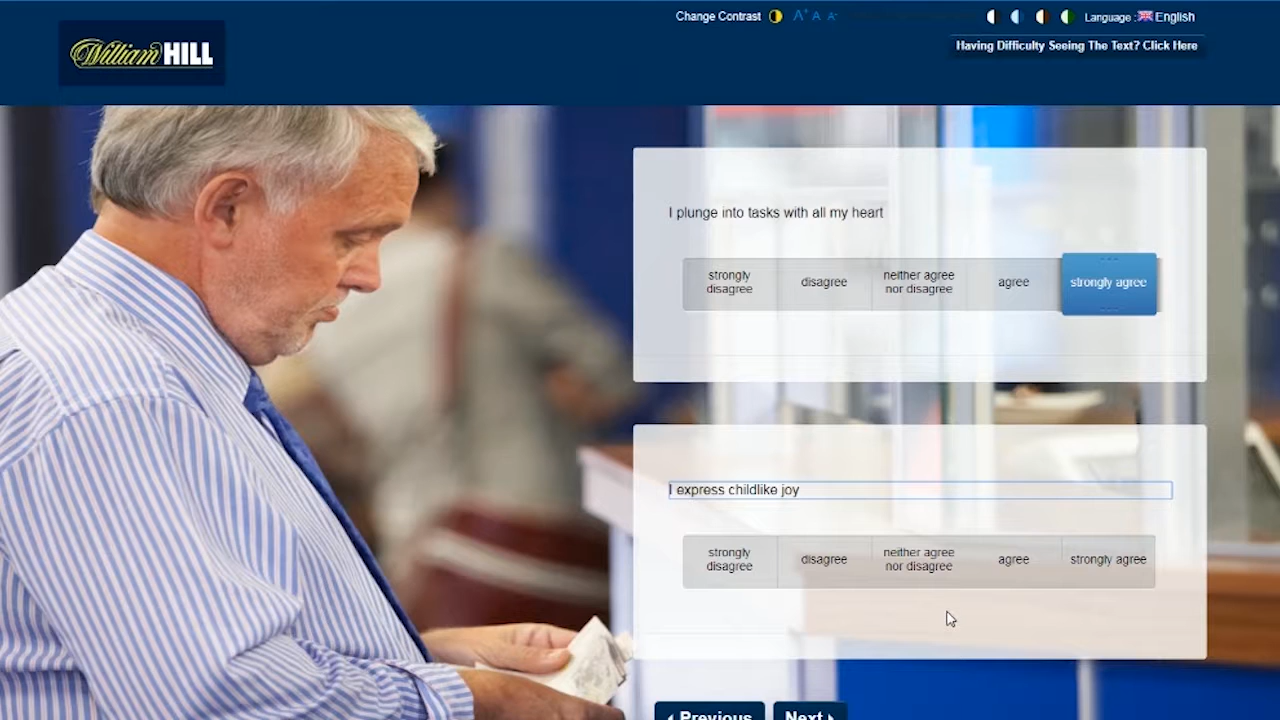 Change Contrast A+ A A-
Language : English
William HILL
Having Difficulty Seeing The Text? Click Here
I plunge into tasks with all my heart
strongly disagree
disagree
neither agree nor disagree
agree
strongly agree
I express childlike joy
strongly disagree
disagree
neither agree nor disagree
agree
strongly agree
Previous
Next